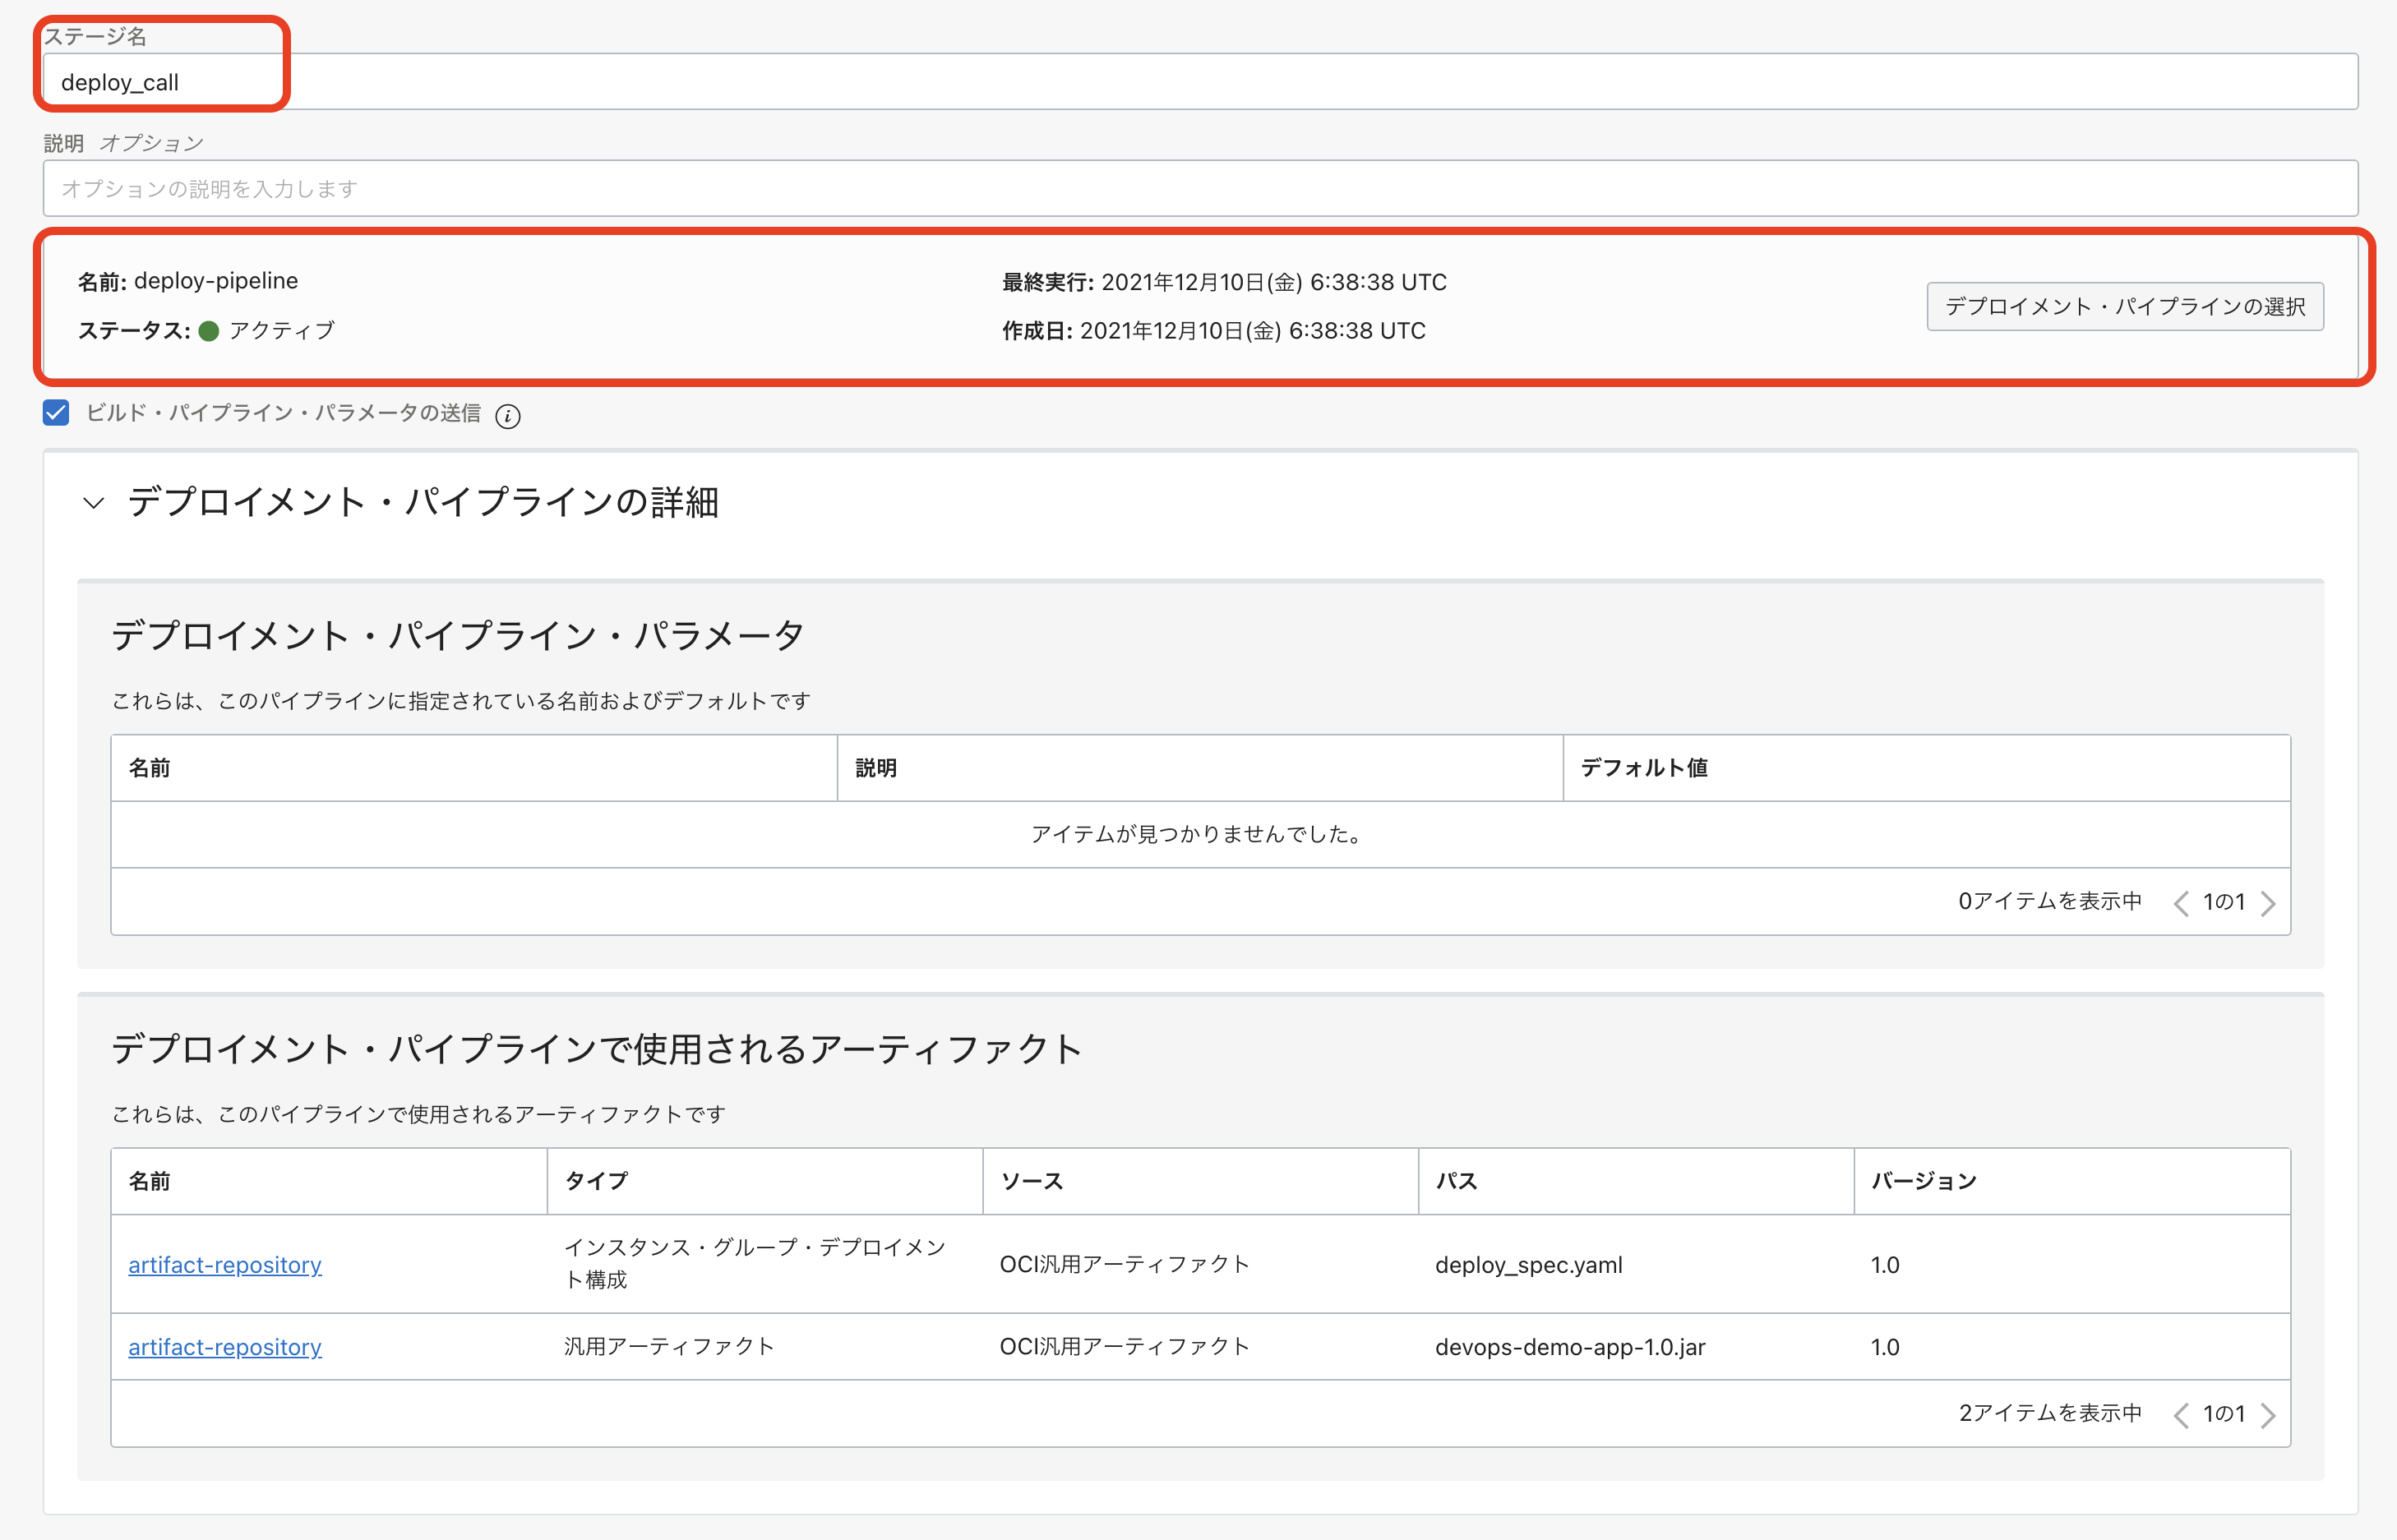 ステージ名
deploy_call
説明 オプション
オプションの説明を入力します
名前: deploy-pipeline
ステータス: アクティブ
最終実行: 2021年12月10日(金) 6:38:38 UTC
作成日: 2021年12月10日(金) 6:38:38 UTC
デプロイメント・パイプラインの選択
ビルド・パイプライン・パラメータの送信
デプロイメント・パイプラインの詳細
デプロイメント・パイプライン・パラメータ
これらは、このパイプラインに指定されている名前およびデフォルトです
名前 説明 デフォルト値
アイテムが見つかりませんでした。
0アイテムを表示中 1の1
デプロイメント・パイプラインで使用されるアーティファクト
これらは、このパイプラインで使用されるアーティファクトです
名前 タイプ ソース パス バージョン
artifact-repository インスタンス・グループ・デプロイメン
ト構成 OCI汎用アーティファクト deploy_spec.yaml 1.0
artifact-repository 汎用アーティファクト OCI汎用アーティファクト devops-demo-app-1.0.jar 1.0
2アイテムを表示中 1の1